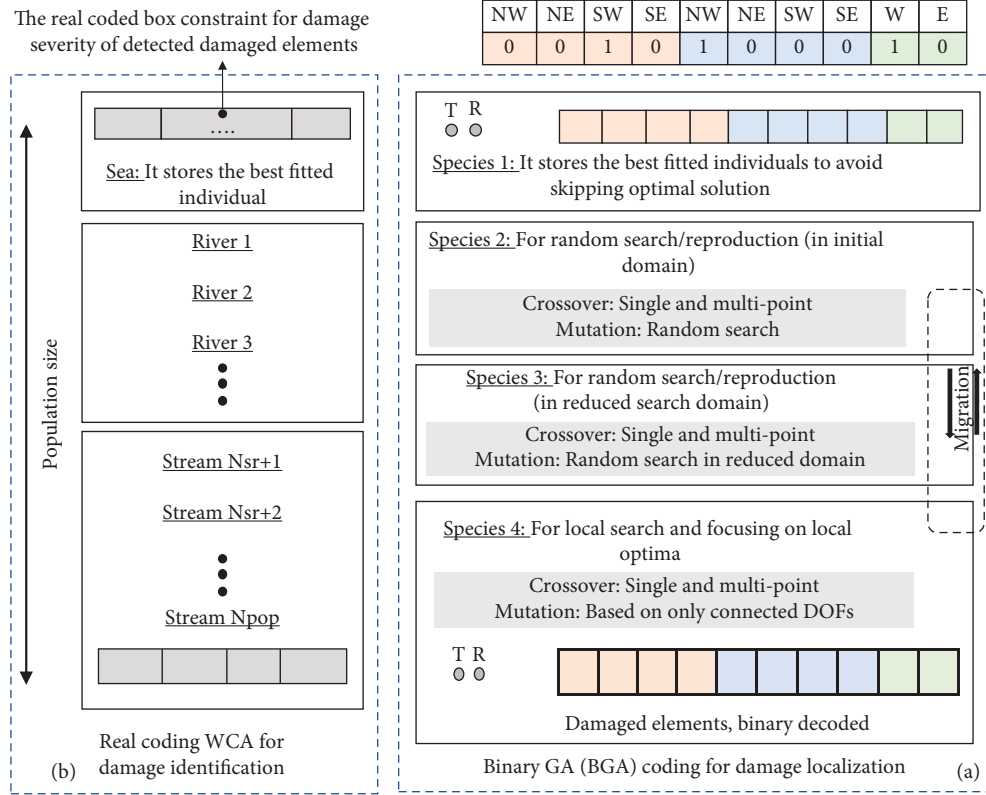 The real coded box constraint for damage
severity of detected damaged elements
....
Sea: It stores the best fitted
individual
River 1
River 2
River 3
Stream Nsr+1
Stream Nsr+2
Stream Npop
Population size
Real coding WCA for
damage identification
(b)
NW NE SW SE NW NE SW SE W E
0 0 1 0 1 0 0 0 1 0
T R
Species 1: It stores the best fitted individuals to avoid
skipping optimal solution
Species 2: For random search/reproduction (in initial
domain)
Crossover: Single and multi-point
Mutation: Random search
Species 3: For random search/reproduction
(in reduced search domain)
Crossover: Single and multi-point
Mutation: Random search in reduced domain
Migration
Species 4: For local search and focusing on local
optima
Crossover: Single and multi-point
Mutation: Based on only connected DOFs
T R
Damaged elements, binary decoded
Binary GA (BGA) coding for damage localization
(a)